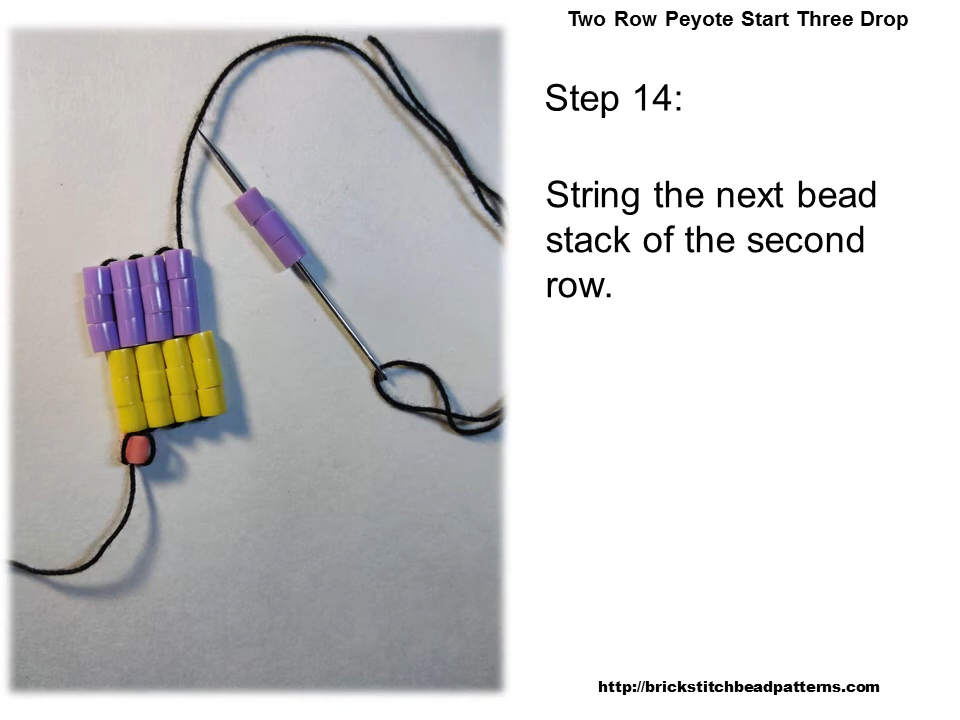 Two Row Peyote Start Three Drop
Step 14:
String the next bead
stack of the second
row.
http://brickstitchbeadpatterns.com